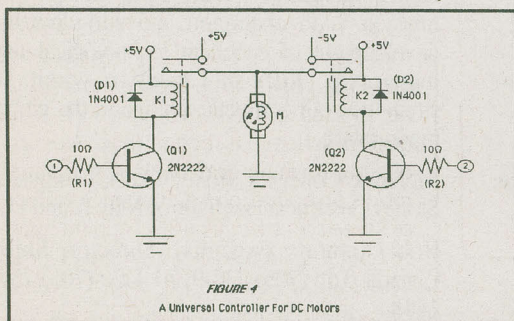 +5V
-5V
+5V
+5V
(D1)
1N4001
K1
(D2)
1N4001
K2
M
(Q1)
2N2222
(Q2)
2N2222
10Ω
(R1)
10Ω
(R2)
1
2
FIGURE 4
A Universal Controller For DC Motors